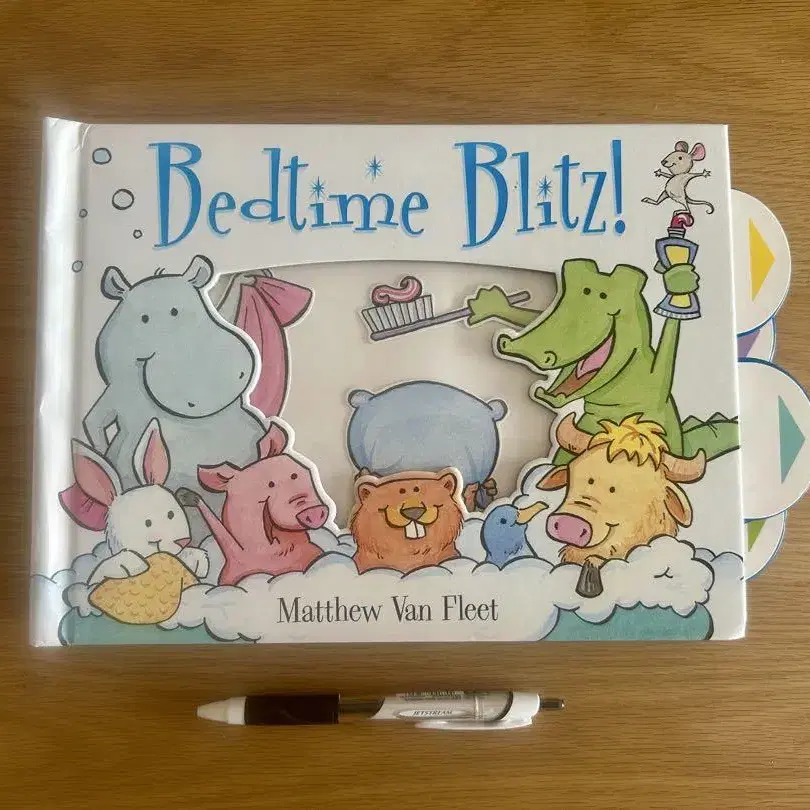 Bedtime Blitz!
Matthew Van Fleet
JETSTREAM